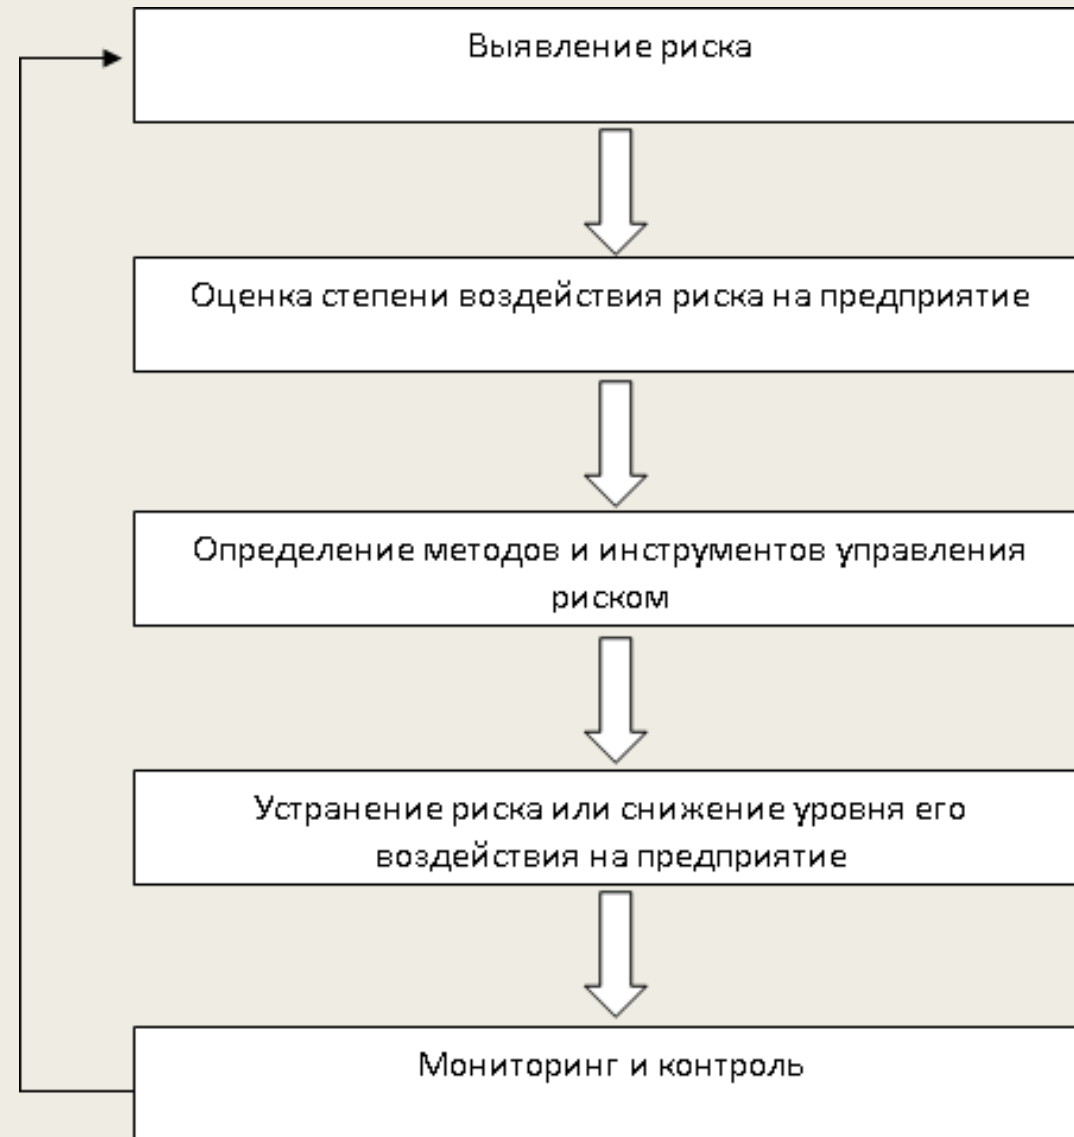 Выявление риска
Оценка степени воздействия риска на предприятие
Определение методов и инструментов управления
риском
Устранение риска или снижение уровня его
воздействия на предприятие
Мониторинг и контроль